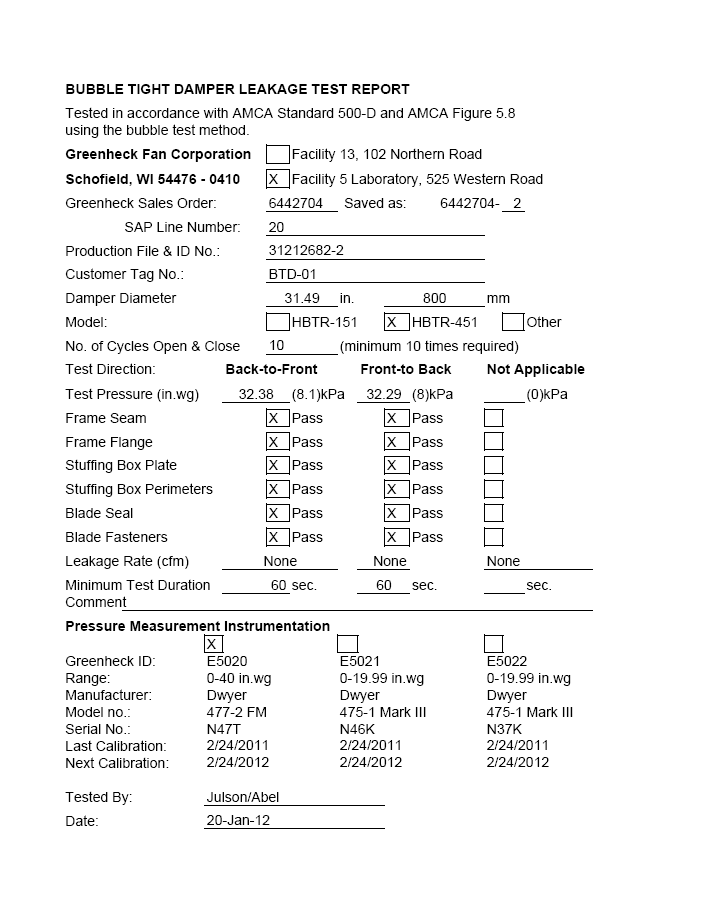 BUBBLE TIGHT DAMPER LEAKAGE TEST REPORT
Tested in accordance with AMCA Standard 500-D and AMCA Figure 5.8
using the bubble test method.
Greenheck Fan Corporation Facility 13, 102 Northern Road
Schofield, WI 54476 - 0410 X Facility 5 Laboratory, 525 Western Road
Greenheck Sales Order: 6442704 Saved as: 6442704- 2
SAP Line Number: 20
Production File & ID No.: 31212682-2
Customer Tag No.: BTD-01
Damper Diameter 31.49 in. 800 mm
Model: HBTR-151 X HBTR-451 Other
No. of Cycles Open & Close 10 (minimum 10 times required)
Test Direction: Back-to-Front Front-to Back Not Applicable
Test Pressure (in.wg) 32.38 (8.1)kPa 32.29 (8)kPa (0)kPa
Frame Seam X Pass X Pass
Frame Flange X Pass X Pass
Stuffing Box Plate X Pass X Pass
Stuffing Box Perimeters X Pass X Pass
Blade Seal X Pass X Pass
Blade Fasteners X Pass X Pass
Leakage Rate (cfm) None None None
Minimum Test Duration 60 sec. 60 sec. sec.
Comment
Pressure Measurement Instrumentation
X
Greenheck ID: E5020 E5021 E5022
Range: 0-40 in.wg 0-19.99 in.wg 0-19.99 in.wg
Manufacturer: Dwyer Dwyer Dwyer
Model no.: 477-2 FM 475-1 Mark III 475-1 Mark III
Serial No.: N47T N46K N37K
Last Calibration: 2/24/2011 2/24/2011 2/24/2011
Next Calibration: 2/24/2012 2/24/2012 2/24/2012
Tested By: Julson/Abel
Date: 20-Jan-12